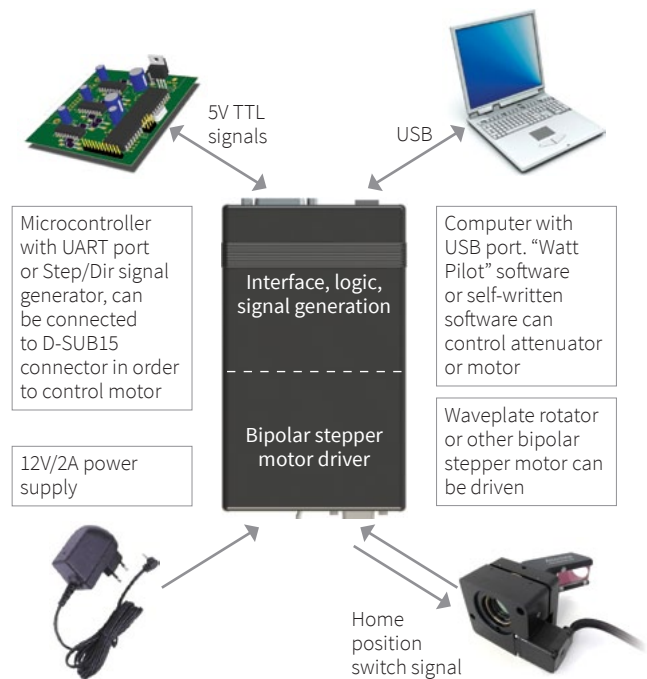 5V TTL
signals
USB
Microcontroller
with UART port
or Step/Dir signal
generator, can
be connected
to D-SUB15
connector in order
to control motor
Interface, logic,
signal generation
Computer with
USB port. “Watt
Pilot” software
or self-written
software can
control attenuator
or motor
12V/2A power
supply
Bipolar stepper
motor driver
Waveplate rotator
or other bipolar
stepper motor can
be driven
Home
position
switch signal